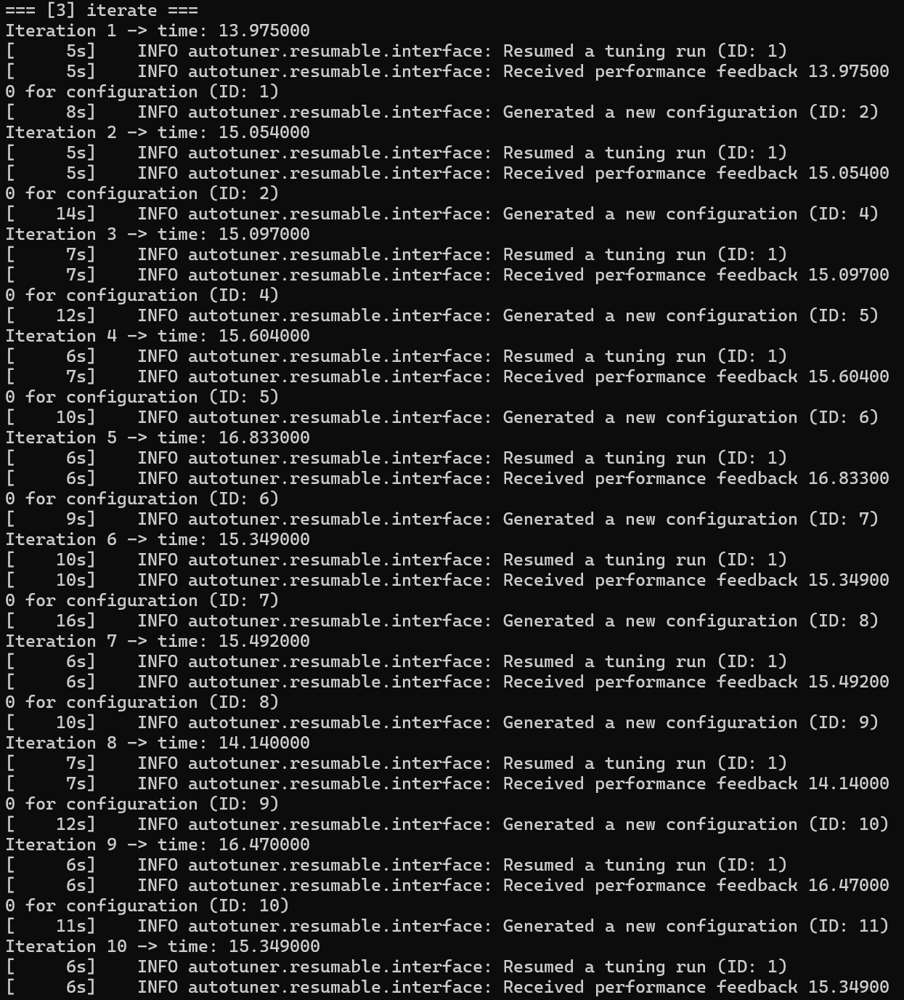 === [3] iterate ===
Iteration 1 -> time: 13.975000
[     5s]    INFO autotuner.resumable.interface: Resumed a tuning run (ID: 1)
[     5s]    INFO autotuner.resumable.interface: Received performance feedback 13.97500
0 for configuration (ID: 1)
[     8s]    INFO autotuner.resumable.interface: Generated a new configuration (ID: 2)
Iteration 2 -> time: 15.054000
[     5s]    INFO autotuner.resumable.interface: Resumed a tuning run (ID: 1)
[     5s]    INFO autotuner.resumable.interface: Received performance feedback 15.05400
0 for configuration (ID: 2)
[    14s]    INFO autotuner.resumable.interface: Generated a new configuration (ID: 4)
Iteration 3 -> time: 15.097000
[     7s]    INFO autotuner.resumable.interface: Resumed a tuning run (ID: 1)
[     7s]    INFO autotuner.resumable.interface: Received performance feedback 15.09700
0 for configuration (ID: 4)
[    12s]    INFO autotuner.resumable.interface: Generated a new configuration (ID: 5)
Iteration 4 -> time: 15.604000
[     6s]    INFO autotuner.resumable.interface: Resumed a tuning run (ID: 1)
[     7s]    INFO autotuner.resumable.interface: Received performance feedback 15.60400
0 for configuration (ID: 5)
[    10s]    INFO autotuner.resumable.interface: Generated a new configuration (ID: 6)
Iteration 5 -> time: 16.833000
[     6s]    INFO autotuner.resumable.interface: Resumed a tuning run (ID: 1)
[     6s]    INFO autotuner.resumable.interface: Received performance feedback 16.83300
0 for configuration (ID: 6)
[     9s]    INFO autotuner.resumable.interface: Generated a new configuration (ID: 7)
Iteration 6 -> time: 15.349000
[    10s]    INFO autotuner.resumable.interface: Resumed a tuning run (ID: 1)
[    10s]    INFO autotuner.resumable.interface: Received performance feedback 15.34900
0 for configuration (ID: 7)
[    16s]    INFO autotuner.resumable.interface: Generated a new configuration (ID: 8)
Iteration 7 -> time: 15.492000
[     6s]    INFO autotuner.resumable.interface: Resumed a tuning run (ID: 1)
[     6s]    INFO autotuner.resumable.interface: Received performance feedback 15.49200
0 for configuration (ID: 8)
[    10s]    INFO autotuner.resumable.interface: Generated a new configuration (ID: 9)
Iteration 8 -> time: 14.140000
[     7s]    INFO autotuner.resumable.interface: Resumed a tuning run (ID: 1)
[     7s]    INFO autotuner.resumable.interface: Received performance feedback 14.14000
0 for configuration (ID: 9)
[    12s]    INFO autotuner.resumable.interface: Generated a new configuration (ID: 10)
Iteration 9 -> time: 16.470000
[     6s]    INFO autotuner.resumable.interface: Resumed a tuning run (ID: 1)
[     6s]    INFO autotuner.resumable.interface: Received performance feedback 16.47000
0 for configuration (ID: 10)
[    11s]    INFO autotuner.resumable.interface: Generated a new configuration (ID: 11)
Iteration 10 -> time: 15.349000
[     6s]    INFO autotuner.resumable.interface: Resumed a tuning run (ID: 1)
[     6s]    INFO autotuner.resumable.interface: Received performance feedback 15.34900